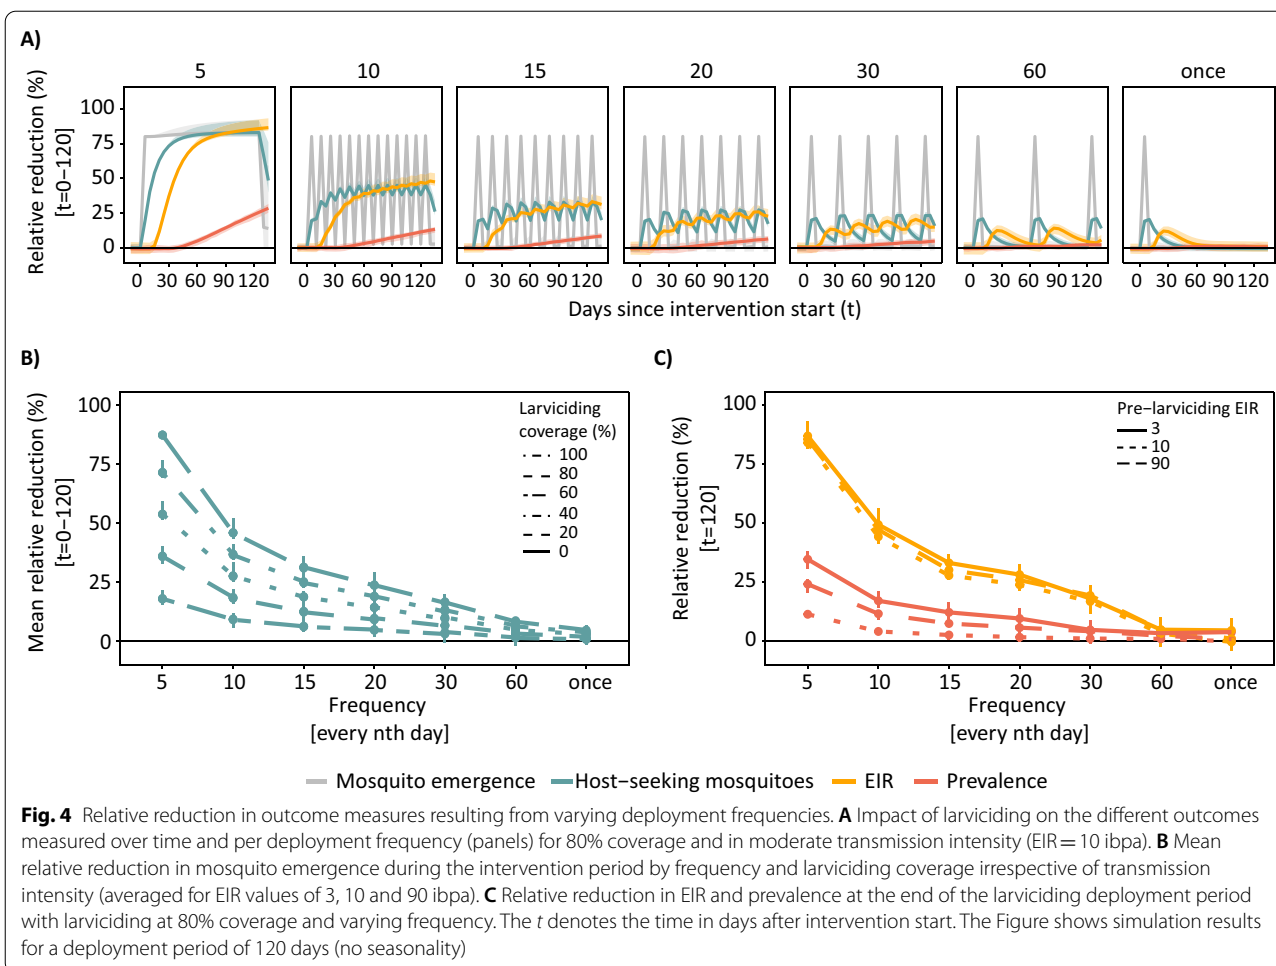 A)
5 10 15 20 30 60 once
Relative reduction (%)
[t=0−120]
100
75
50
25
0
0 30 60 90 120 0 30 60 90 120 0 30 60 90 120 0 30 60 90 120 0 30 60 90 120 0 30 60 90 120 0 30 60 90 120
Days since intervention start (t)
B)
Mean relative reduction (%)
[t=0−120]
100
75
50
25
0
Larviciding
coverage (%)
100
80
60
40
20
0
5 10 15 20 30 60 once
Frequency
[every nth day]
C)
Relative reduction (%)
[t=120]
100
75
50
25
0
Pre−larviciding EIR
3
10
90
5 10 15 20 30 60 once
Frequency
[every nth day]
Mosquito emergence Host−seeking mosquitoes EIR Prevalence
Fig. 4 Relative reduction in outcome measures resulting from varying deployment frequencies. A Impact of larviciding on the different outcomes
measured over time and per deployment frequency (panels) for 80% coverage and in moderate transmission intensity (EIR = 10 ibpa). B Mean
relative reduction in mosquito emergence during the intervention period by frequency and larviciding coverage irrespective of transmission
intensity (averaged for EIR values of 3, 10 and 90 ibpa). C Relative reduction in EIR and prevalence at the end of the larviciding deployment period
with larviciding at 80% coverage and varying frequency. The t denotes the time in days after intervention start. The Figure shows simulation results
for a deployment period of 120 days (no seasonality)